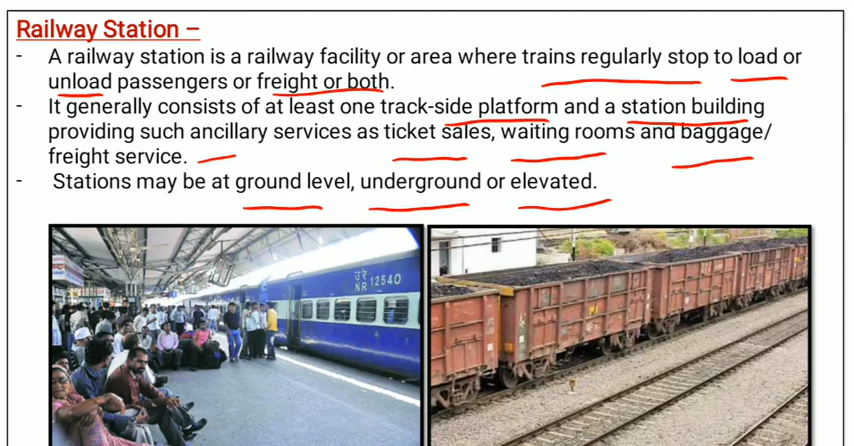 Railway Station –
- A railway station is a railway facility or area where trains regularly stop to load or
unload passengers or freight or both.
- It generally consists of at least one track-side platform and a station building
providing such ancillary services as ticket sales, waiting rooms and baggage/
freight service.
- Stations may be at ground level, underground or elevated.
उरे
NR 12540